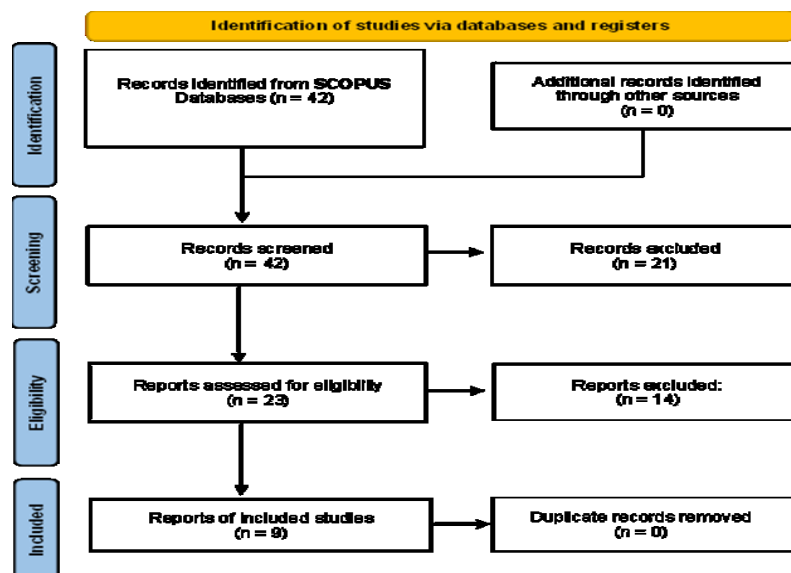 Identification of studies via databases and registers
Identification
Records identified from SCOPUS
Databases (n = 42)
Additional records identified
through other sources
(n = 0)
Screening
Records screened
(n = 42)
Records excluded
(n = 21)
Eligibility
Reports assessed for eligibility
(n = 23)
Reports excluded:
(n = 14)
Included
Reports of included studies
(n = 9)
Duplicate records removed
(n = 0)